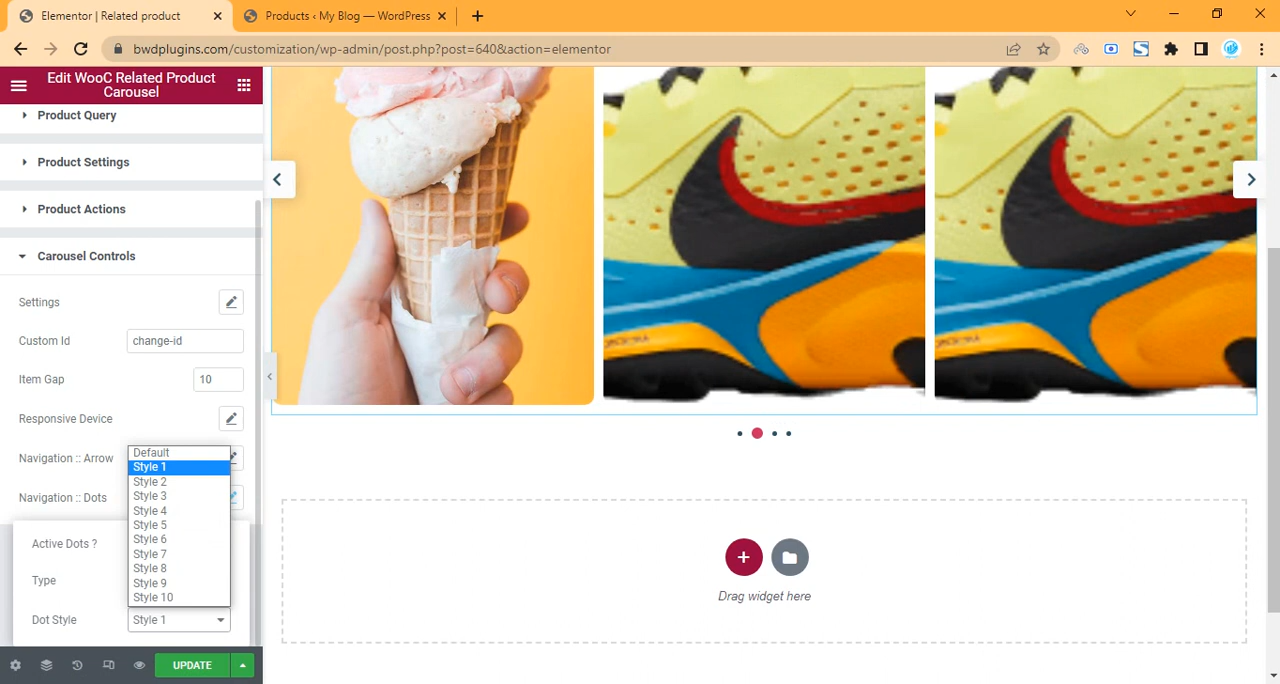 Elementor | Related product
Products ‹ My Blog — WordPress
bwdplugins.com/customization/wp-admin/post.php?post=640&action=elementor
Edit WooC Related Product
Carousel
Product Query
Product Settings
Product Actions
Carousel Controls
Settings
Custom Id
change-id
Item Gap
10
Responsive Device
Navigation :: Arrow
Navigation :: Dots
Default
Style 1
Style 2
Style 3
Style 4
Style 5
Style 6
Style 7
Style 8
Style 9
Style 10
Active Dots ?
Type
Dot Style
Style 1
UPDATE
Drag widget here